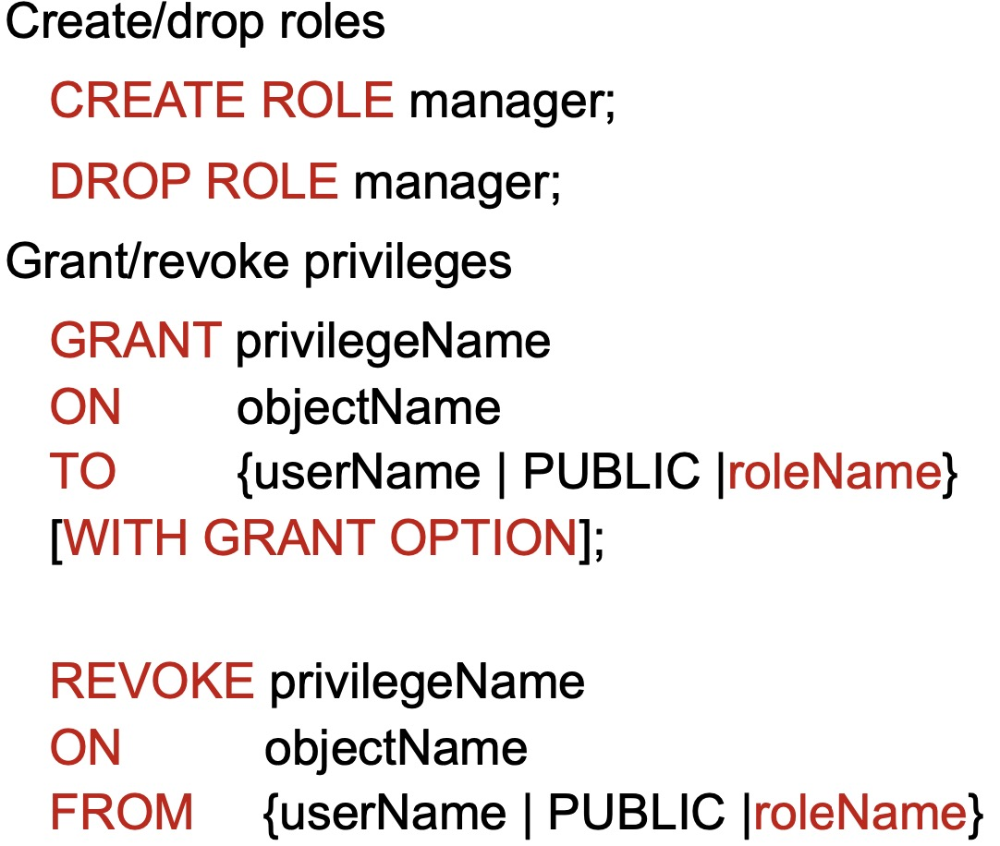 Create/drop roles
CREATE ROLE manager;
DROP ROLE manager;
Grant/revoke privileges
GRANT privilegeName
ON objectName
TO {userName | PUBLIC |roleName}
[WITH GRANT OPTION];
REVOKE privilegeName
ON objectName
FROM {userName | PUBLIC |roleName}